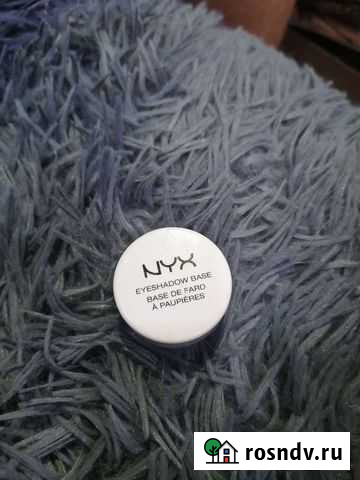 NYX
EYESHADOW BASE
BASE DE FARD
À PAUPIÈRES
rosndv.ru